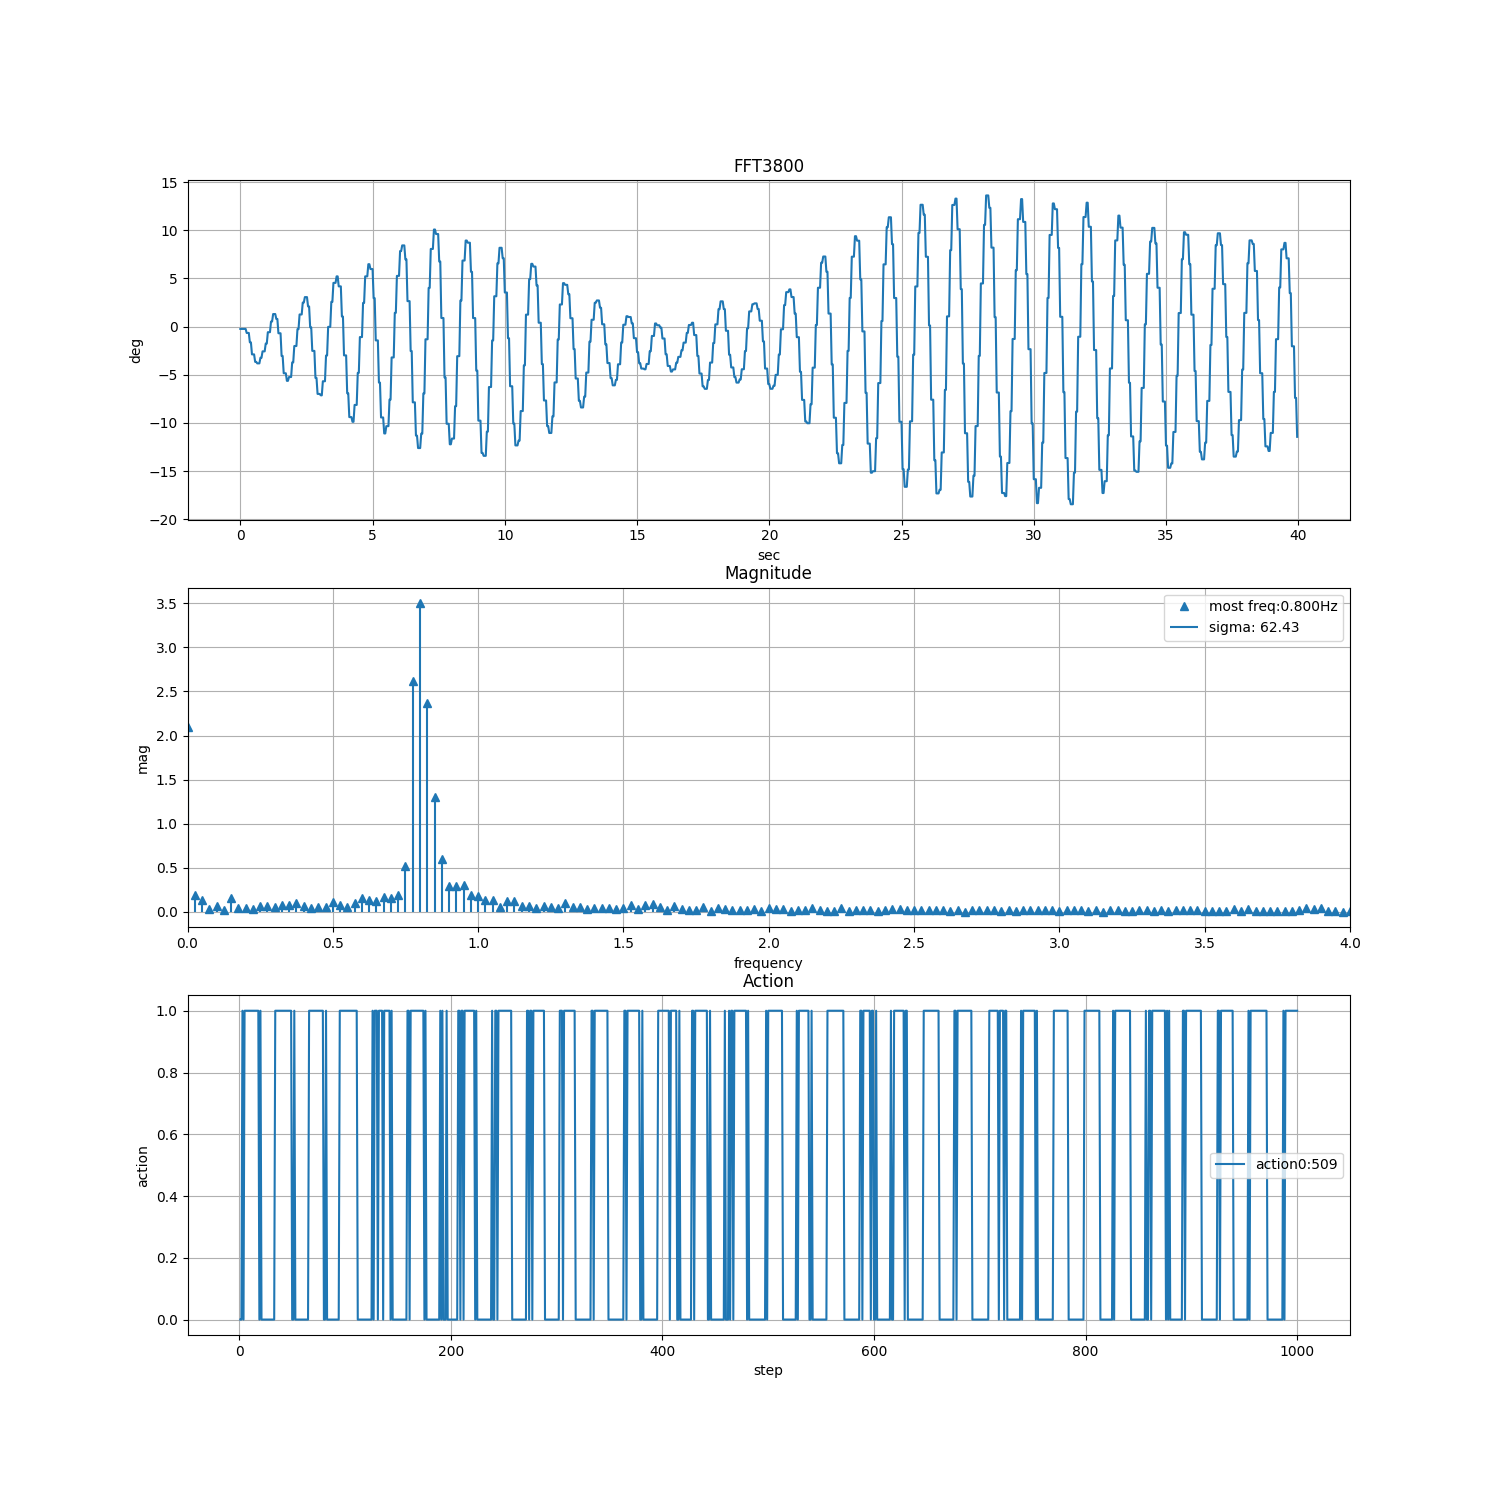 FFT3800
15
10
5
0
−5
−10
−15
−20
deg
0 5 10 15 20 25 30 35 40
sec
Magnitude
3.5
3.0
2.5
2.0
1.5
1.0
0.5
0.0
mag
most freq:0.800Hz
sigma: 62.43
0.0 0.5 1.0 1.5 2.0 2.5 3.0 3.5 4.0
frequency
Action
1.0
0.8
0.6
0.4
0.2
0.0
action
action0:509
0 200 400 600 800 1000
step